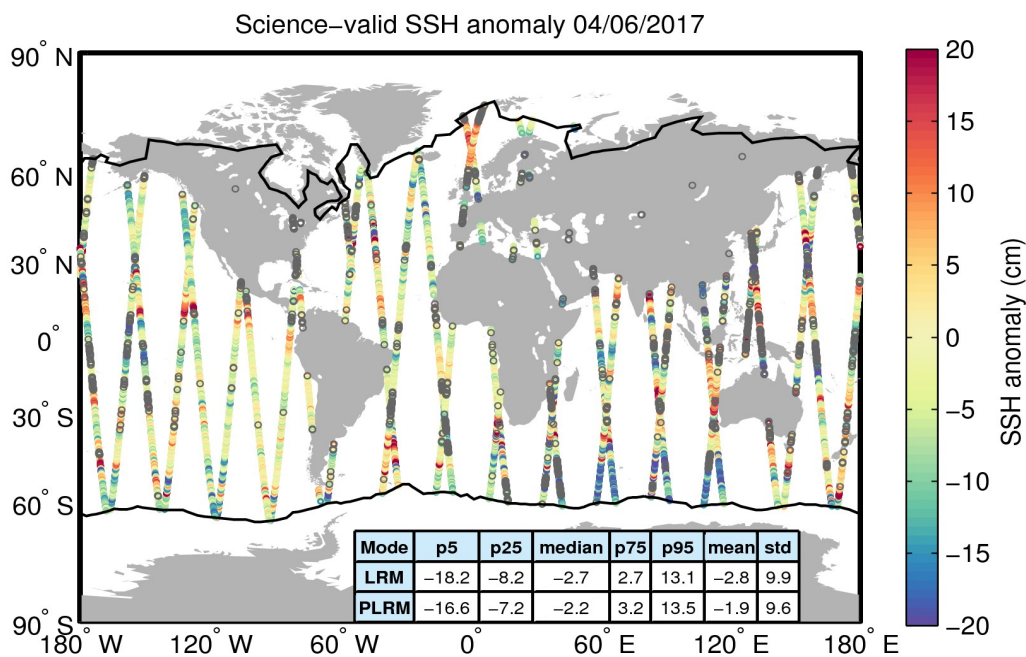 Science−valid SSH anomaly 04/06/2017
90° N
60° N
30° N
0°
30° S
60° S
90° S
180° W
120° W
60° W
0°
60° E
120° E
180° E
Mode p5 p25 median p75 p95 mean std
LRM −18.2 −8.2 −2.7 2.7 13.1 −2.8 9.9
PLRM −16.6 −7.2 −2.2 3.2 13.5 −1.9 9.6
20
15
10
5
0
−5
−10
−15
−20
SSH anomaly (cm)